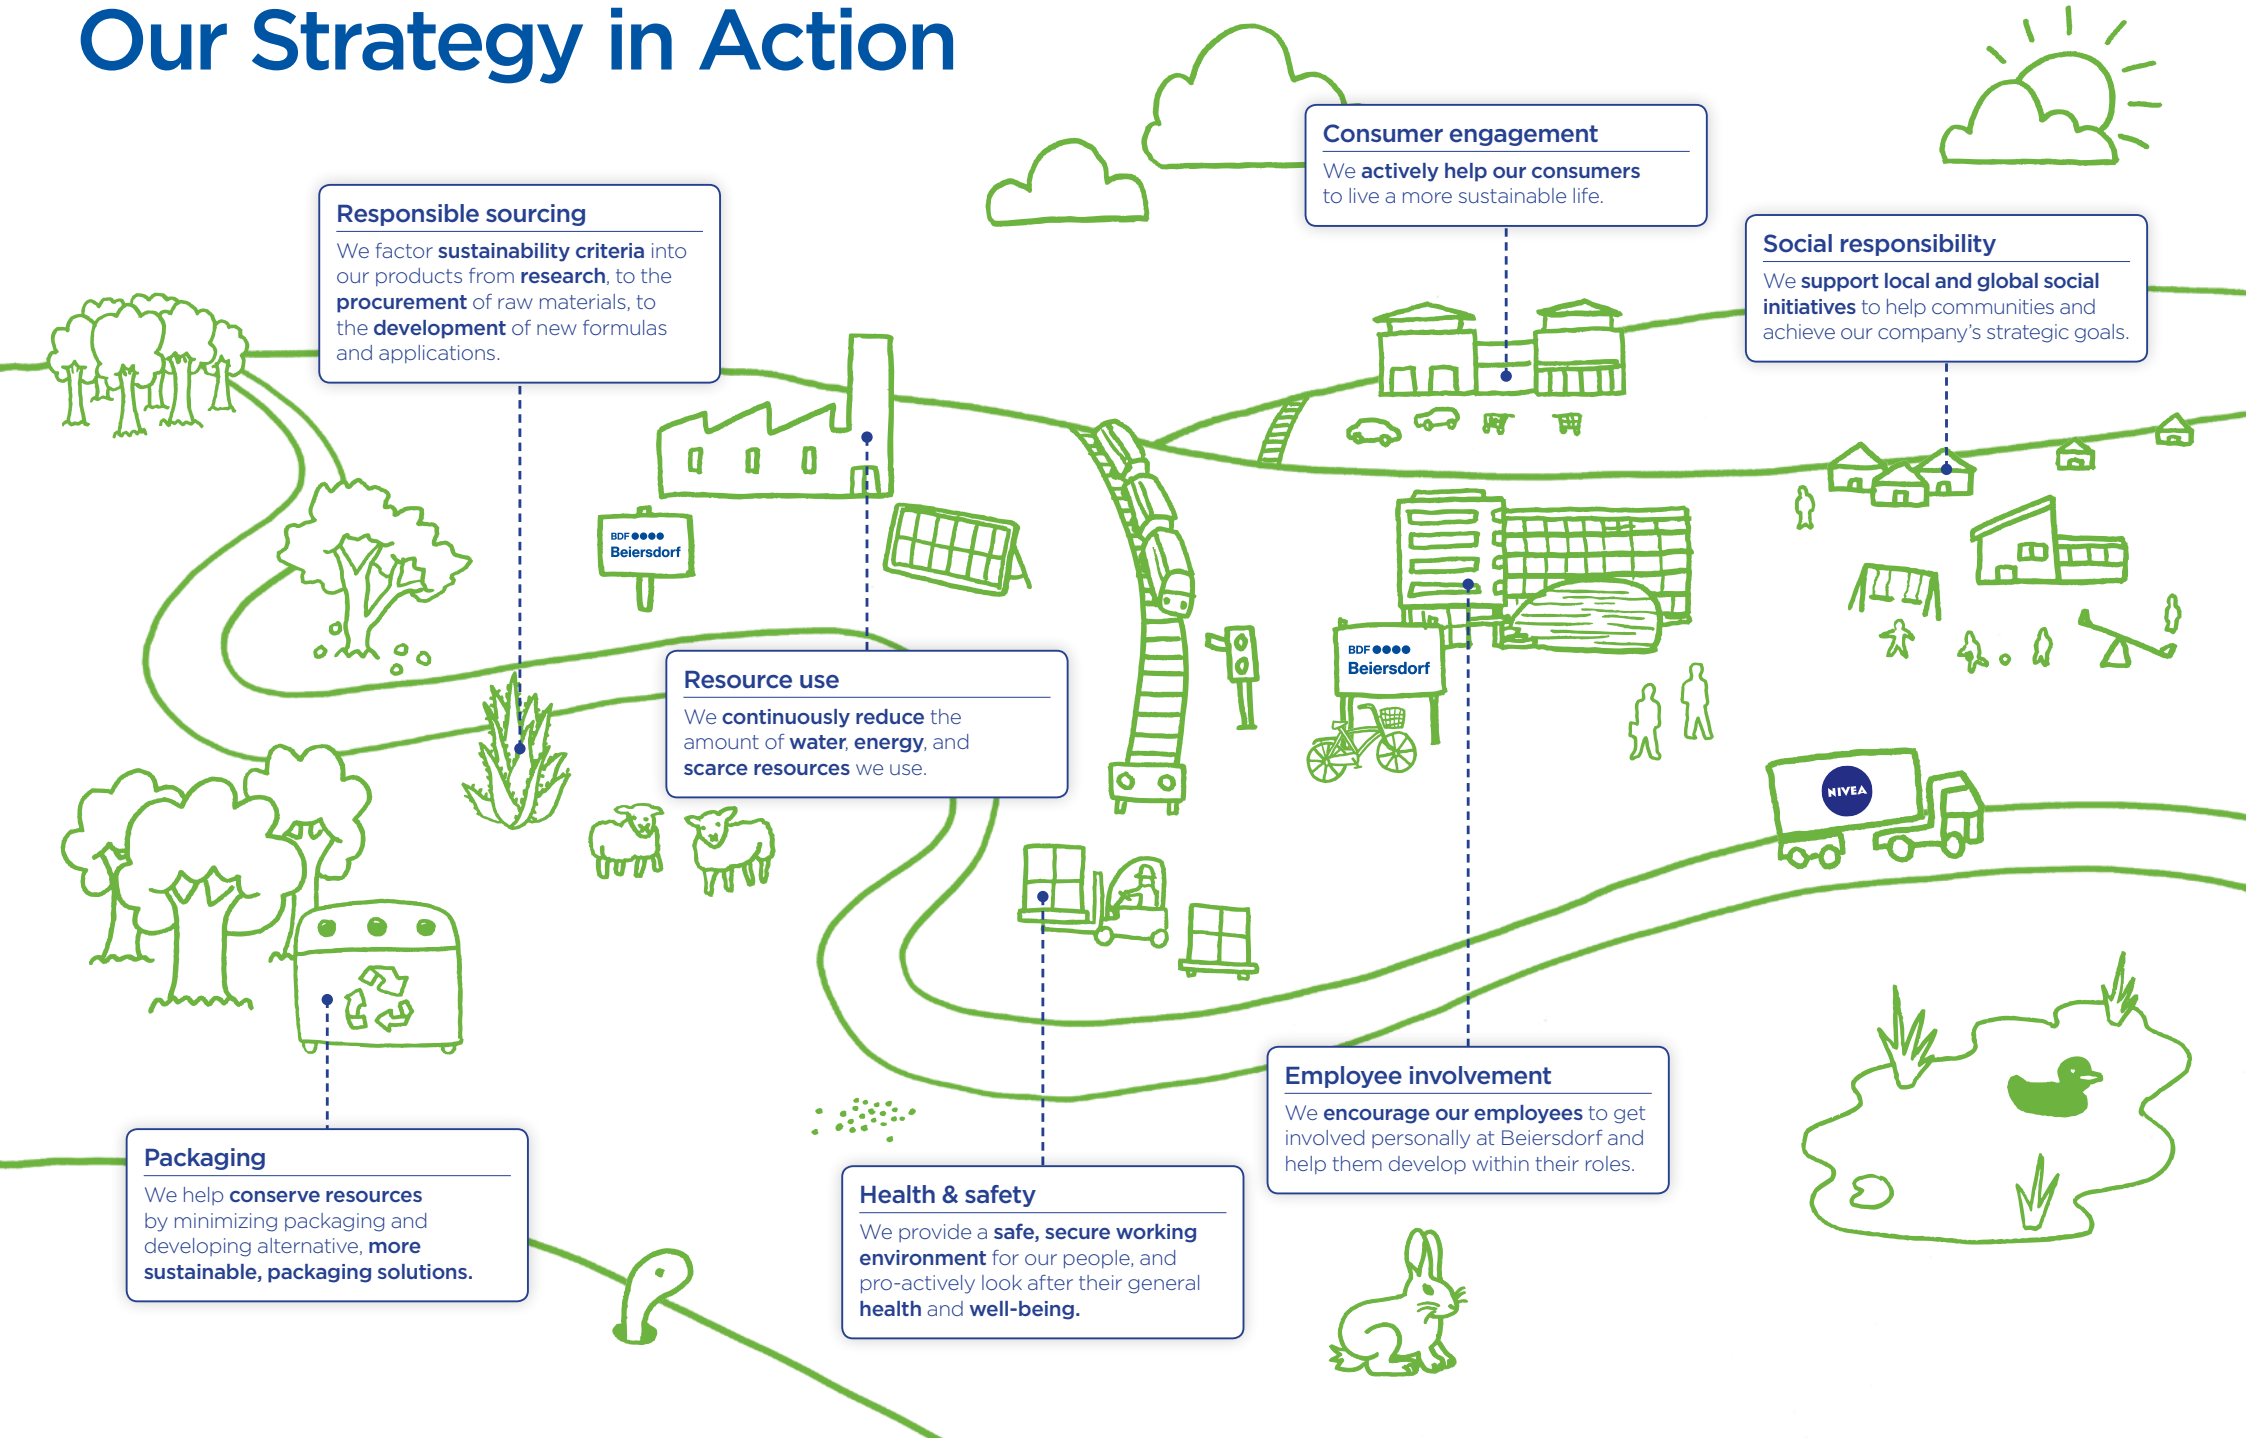 Our Strategy in Action
Consumer engagement
We actively help our consumers
to live a more sustainable life.
Responsible sourcing
We factor sustainability criteria into
our products from research, to the
procurement of raw materials, to
the development of new formulas
and applications.
Social responsibility
We support local and global social
initiatives to help communities and
achieve our company’s strategic goals.
BDF
Beiersdorf
BDF
Beiersdorf
Resource use
We continuously reduce the
amount of water, energy, and
scarce resources we use.
NIVEA
Employee involvement
We encourage our employees to get
involved personally at Beiersdorf and
help them develop within their roles.
Packaging
We help conserve resources
by minimizing packaging and
developing alternative, more
sustainable, packaging solutions.
Health & safety
We provide a safe, secure working
environment for our people, and
pro-actively look after their general
health and well-being.